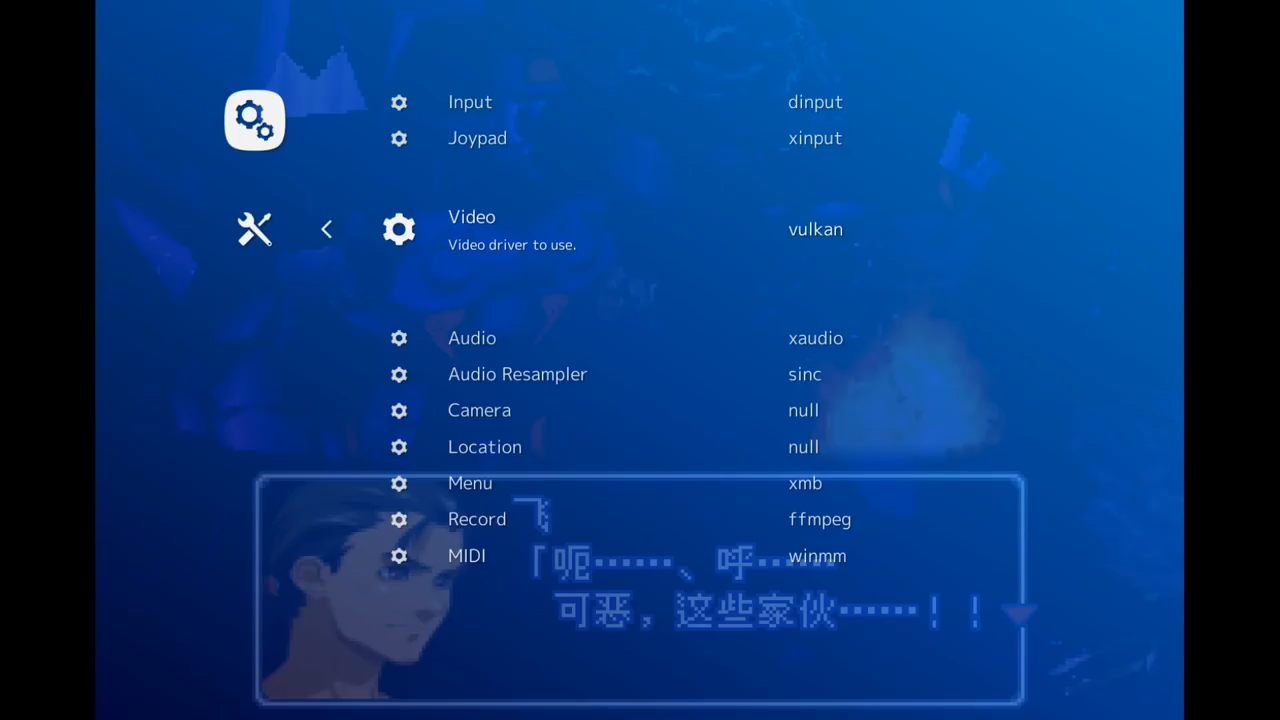 Input dinput
Joypad xinput
Video vulkan
Video driver to use.
Audio xaudio
Audio Resampler sinc
Camera null
Location null
Menu xmb
Record ffmpeg
MIDI winmm
飞
「呃……、呼……
可恶，这些家伙……！！